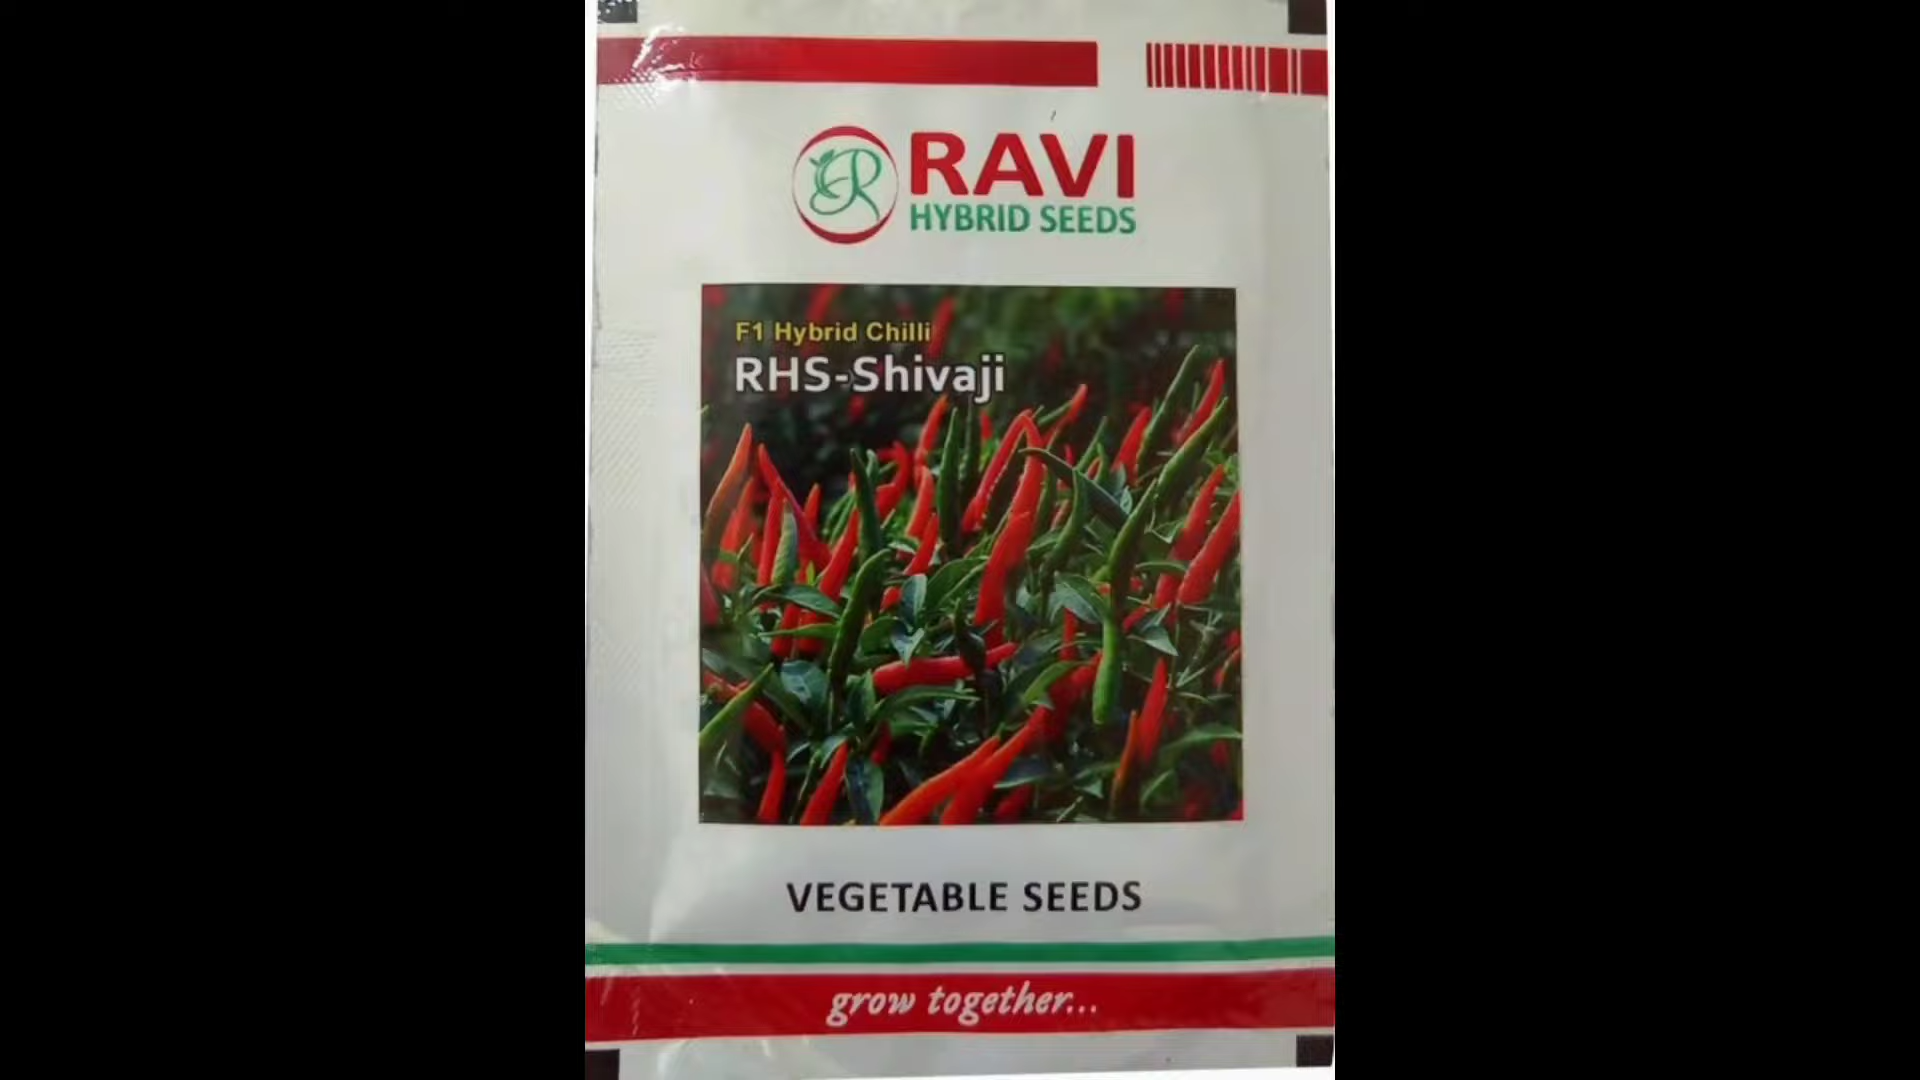 RAVI
HYBRID SEEDS
F1 Hybrid Chilli
RHS-Shivaji
VEGETABLE SEEDS
grow together...